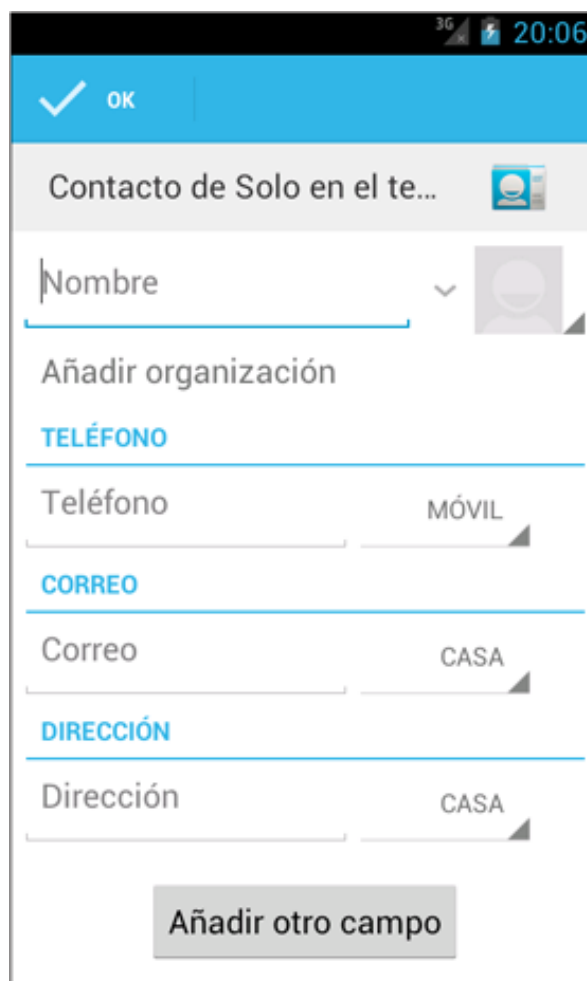 3G 20:06
OK
Contacto de Solo en el te...
Nombre
Añadir organización
TELÉFONO
Teléfono MÓVIL
CORREO
Correo CASA
DIRECCIÓN
Dirección CASA
Añadir otro campo